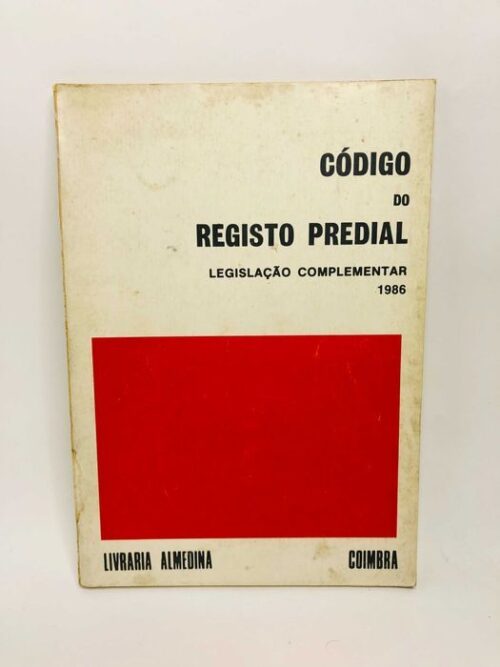 CÓDIGO
DO
REGISTO PREDIAL
LEGISLAÇÃO COMPLEMENTAR
1986
LIVRARIA ALMEDINA COIMBRA